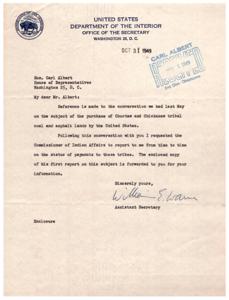 UNITED STATES
DEPARTMENT OF THE INTERIOR
OFFICE OF THE SECRETARY
WASHINGTON 25, D. C.
OCT 31 1949
CARL ALBERT
1949
Hon. Carl Albert
House of Representatives
Washington 25, D. C.
My dear Mr. Albert:
Reference is made to the conversation we had last May
on the subject of the purchase of Choctaw and Chickasaw tribal
coal and asphalt lands by the United States.
Following this conversation with you I requested the
Commissioner of Indian Affairs to report to me from time to time
on the status of payments to these tribes. The enclosed copy
of his first report on this subject is forwarded to you for your
information.
Sincerely yours,
William E. Warne
Assistant Secretary
Enclosure